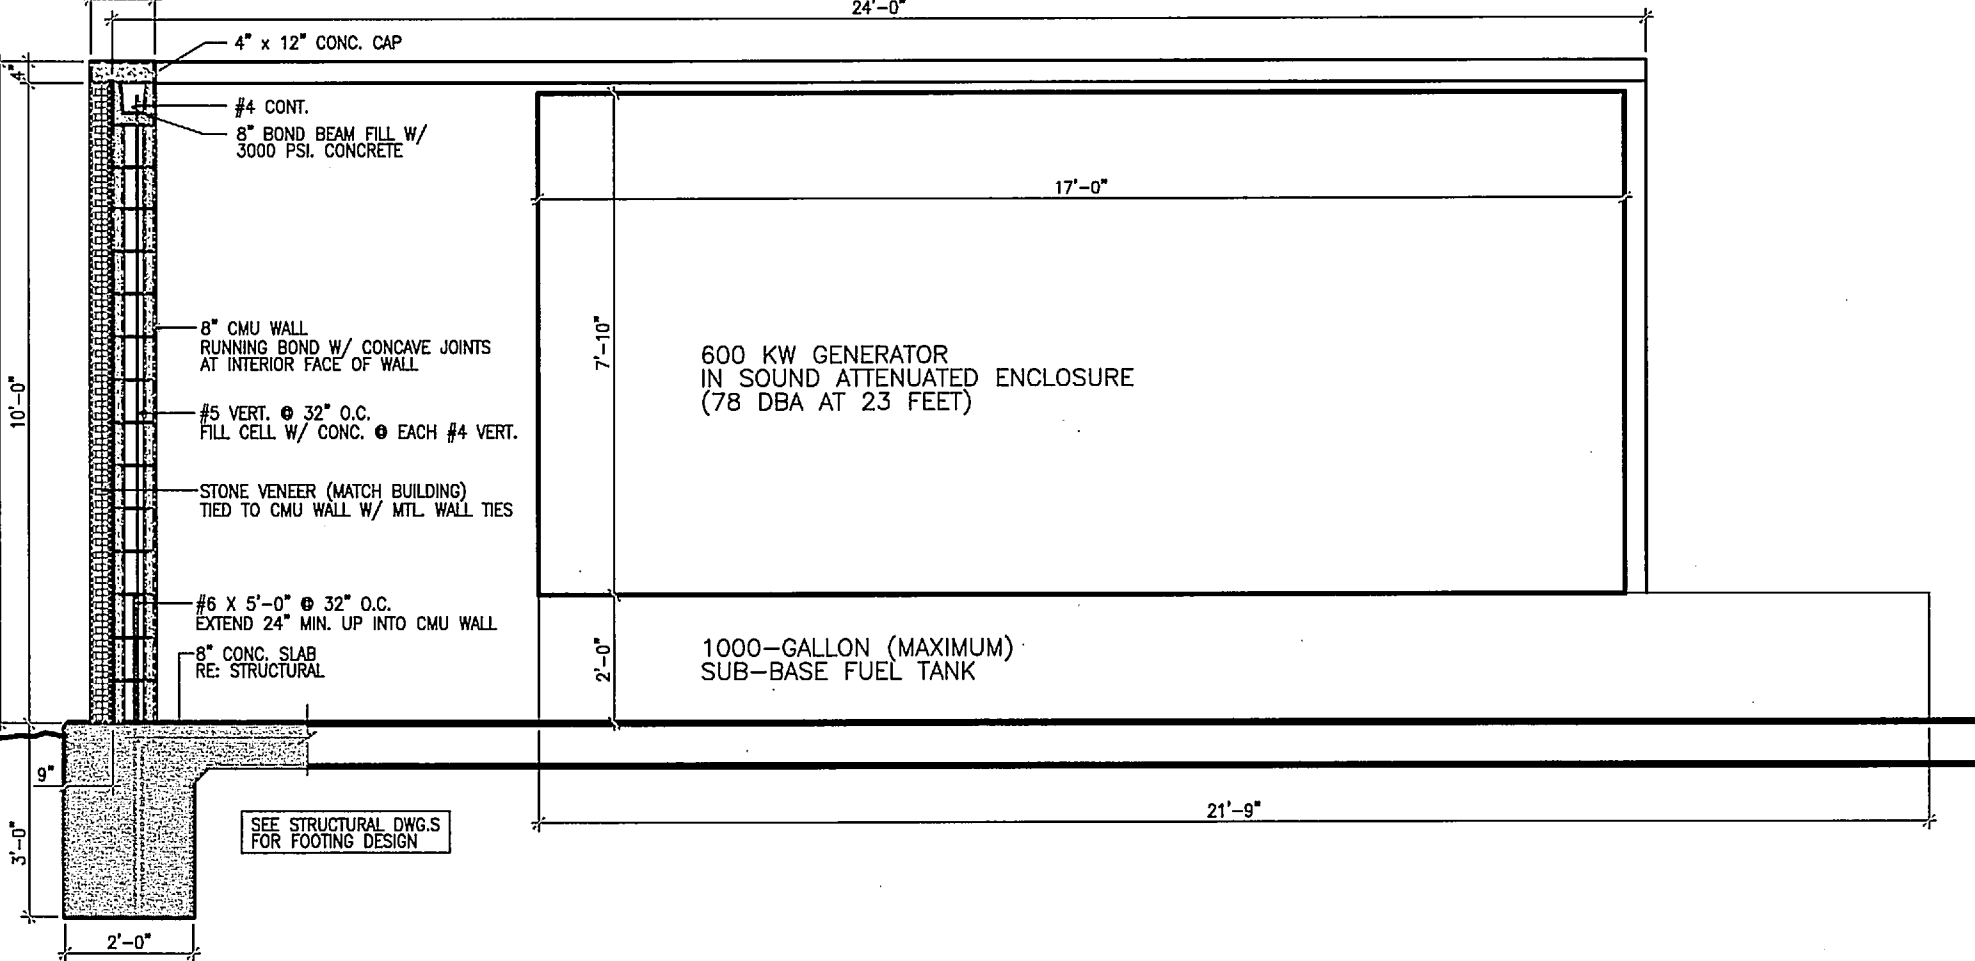 24'-0"
4" x 12" CONC. CAP
4"
#4 CONT.
8" BOND BEAM FILL W/
3000 PSI. CONCRETE
17'-0"
8" CMU WALL
RUNNING BOND W/ CONCAVE JOINTS
AT INTERIOR FACE OF WALL
7'-10"
600 KW GENERATOR
IN SOUND ATTENUATED ENCLOSURE
(78 DBA AT 23 FEET)
10'-0"
#5 VERT. @ 32" O.C.
FILL CELL W/ CONC. @ EACH #4 VERT.
STONE VENEER (MATCH BUILDING)
TIED TO CMU WALL W/ MTL. WALL TIES
#6 X 5'-0" @ 32" O.C.
EXTEND 24" MIN. UP INTO CMU WALL
8" CONC. SLAB
RE: STRUCTURAL
2'-0"
1000-GALLON (MAXIMUM)
SUB-BASE FUEL TANK
9"
21'-9"
SEE STRUCTURAL DWG.S
FOR FOOTING DESIGN
3'-0"
2'-0"